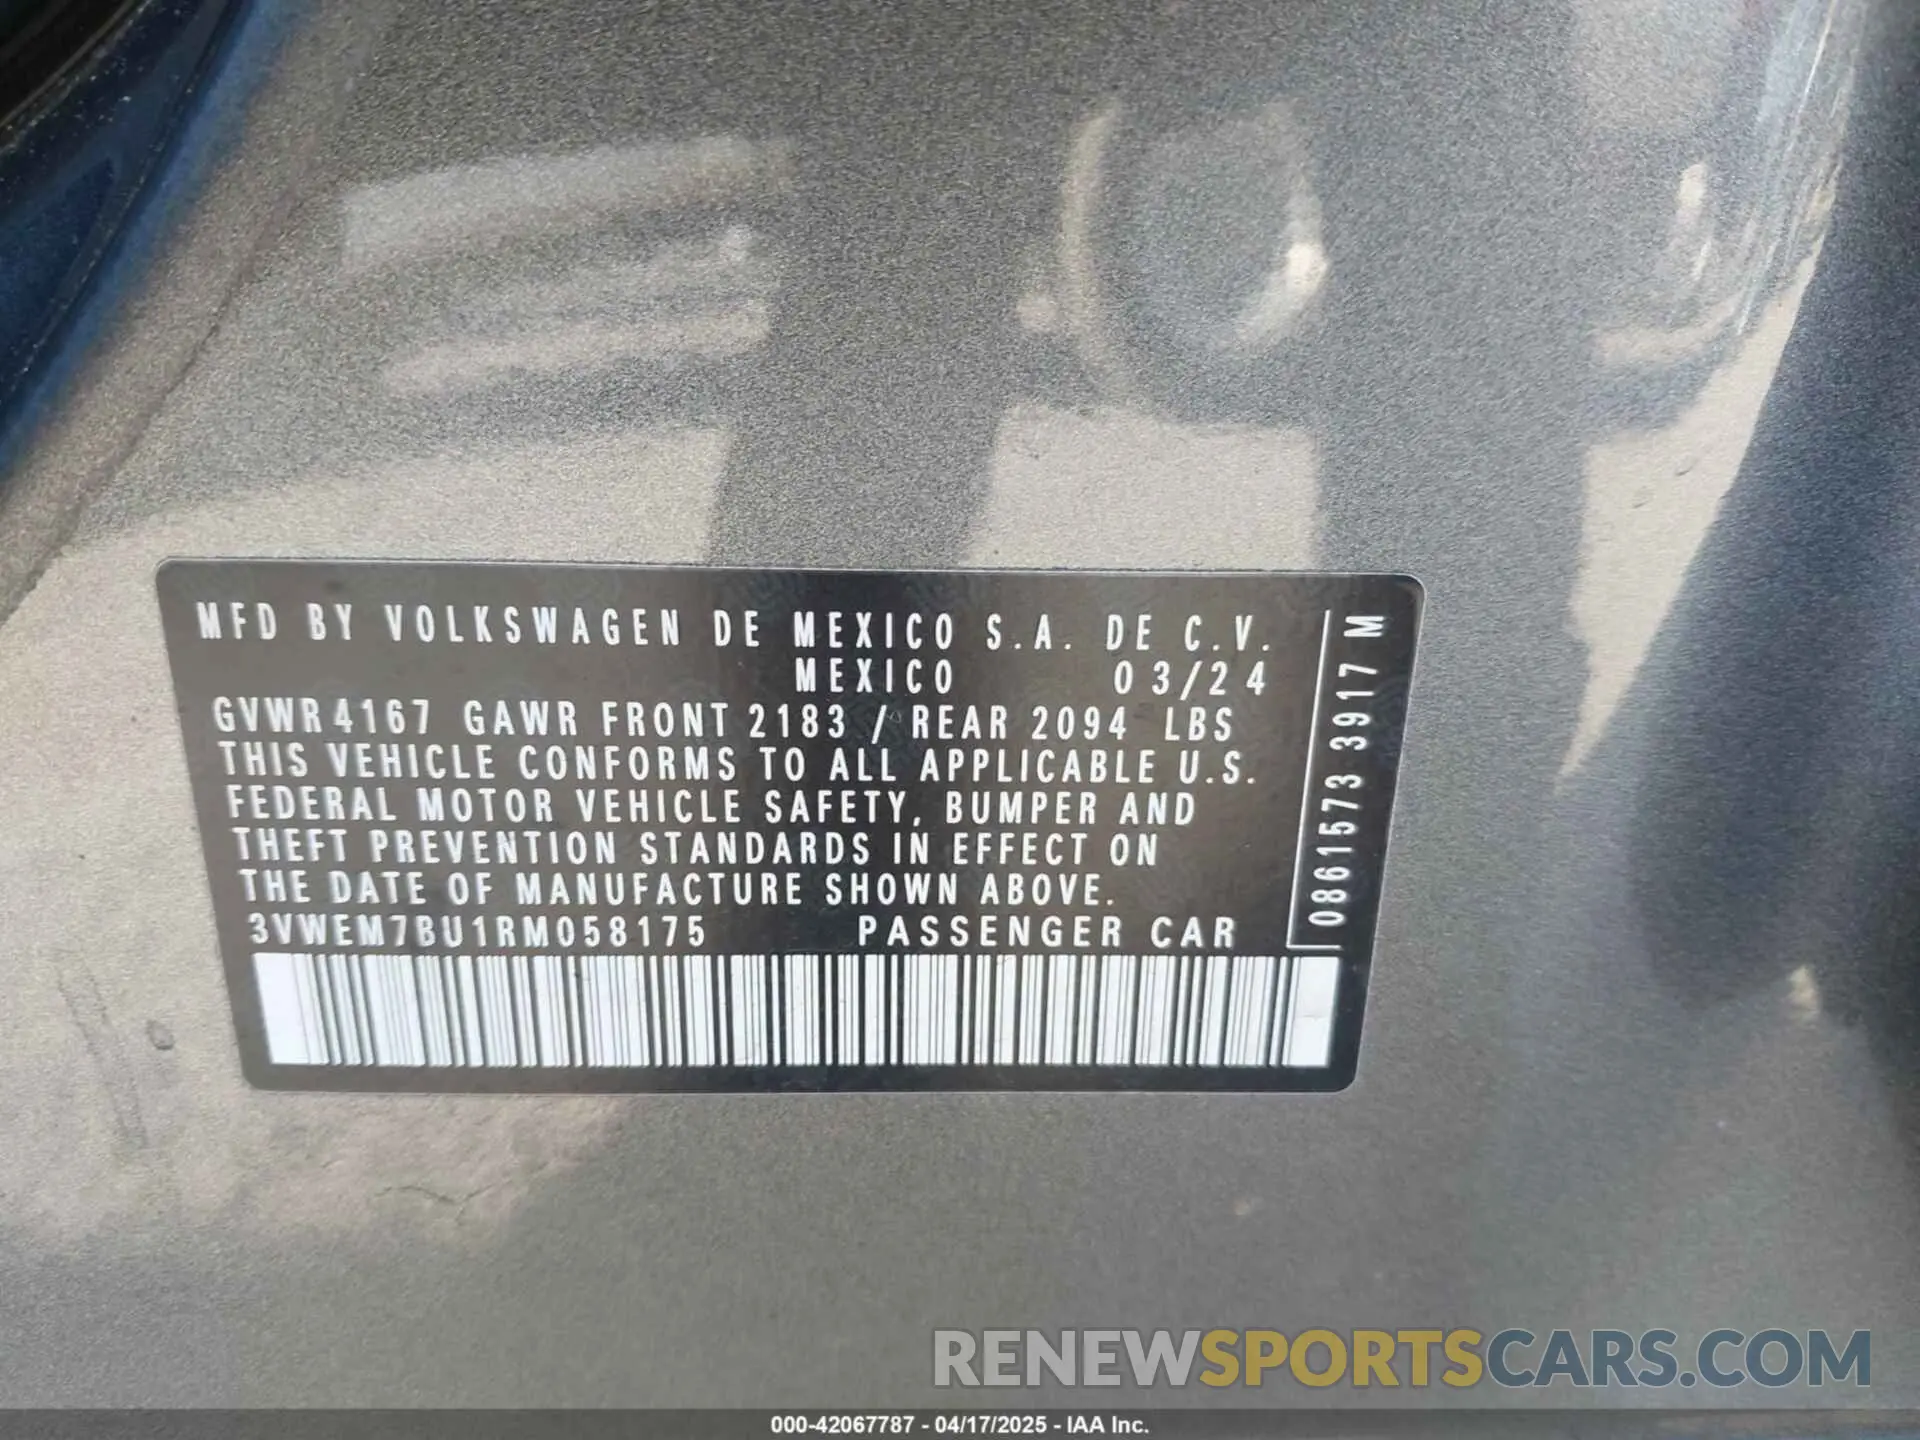 MFD BY VOLKSWAGEN DE MEXICO S.A. DE C.V.
MEXICO 03/24
GVWR 4167 GAWR FRONT 2183 / REAR 2094 LBS
THIS VEHICLE CONFORMS TO ALL APPLICABLE U.S.
FEDERAL MOTOR VEHICLE SAFETY, BUMPER AND
THEFT PREVENTION STANDARDS IN EFFECT ON
THE DATE OF MANUFACTURE SHOWN ABOVE.
3VWEM7BU1RM058175 PASSENGER CAR
0861573 3917 M
RENEWSPORTSCARS.COM
000-42067787 - 04/17/2025 - IAA Inc.